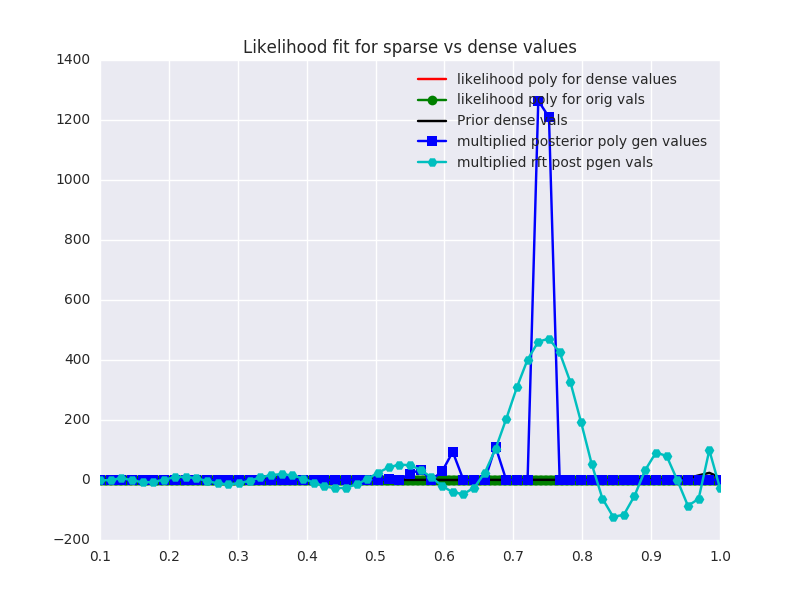 Likelihood fit for sparse vs dense values
1400
1200
1000
800
600
400
200
0
−200
likelihood poly for dense values
likelihood poly for orig vals
Prior dense vals
multiplied posterior poly gen values
multiplied rft post pgen vals
0.1 0.2 0.3 0.4 0.5 0.6 0.7 0.8 0.9 1.0